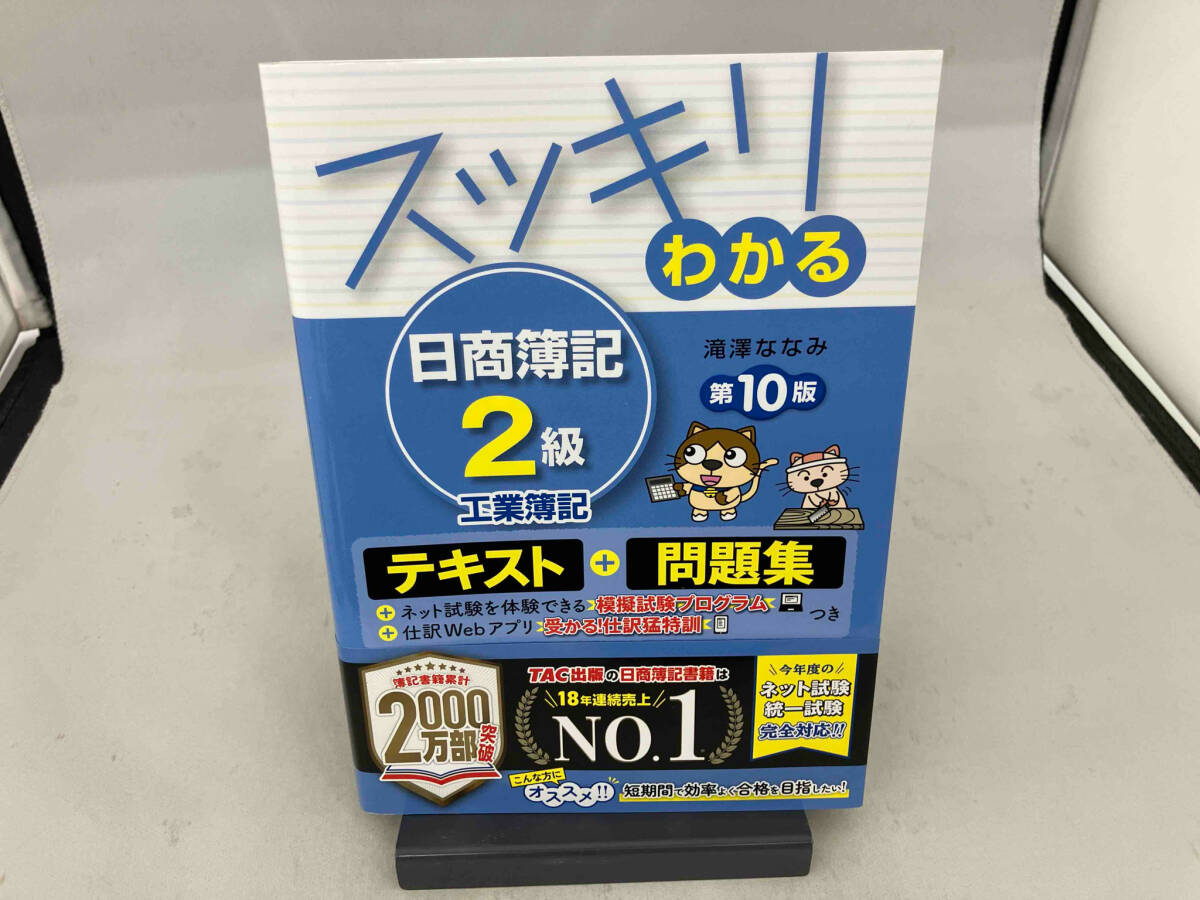 スッキリ
わかる
日商簿記
2級
工業簿記
滝澤ななみ
第10版
テキスト+問題集
+ネット試験を体験できる模擬試験プログラム
+仕訳Webアプリ 受かる!仕訳猛特訓
つき
簿記書籍累計
2000万部突破
TAC出版の日商簿記書籍は
18年連続売上
NO.1
今年度の
ネット試験
統一試験
完全対応!!
こんな方に
オススメ!!
短期間で効率よく合格を目指したい!